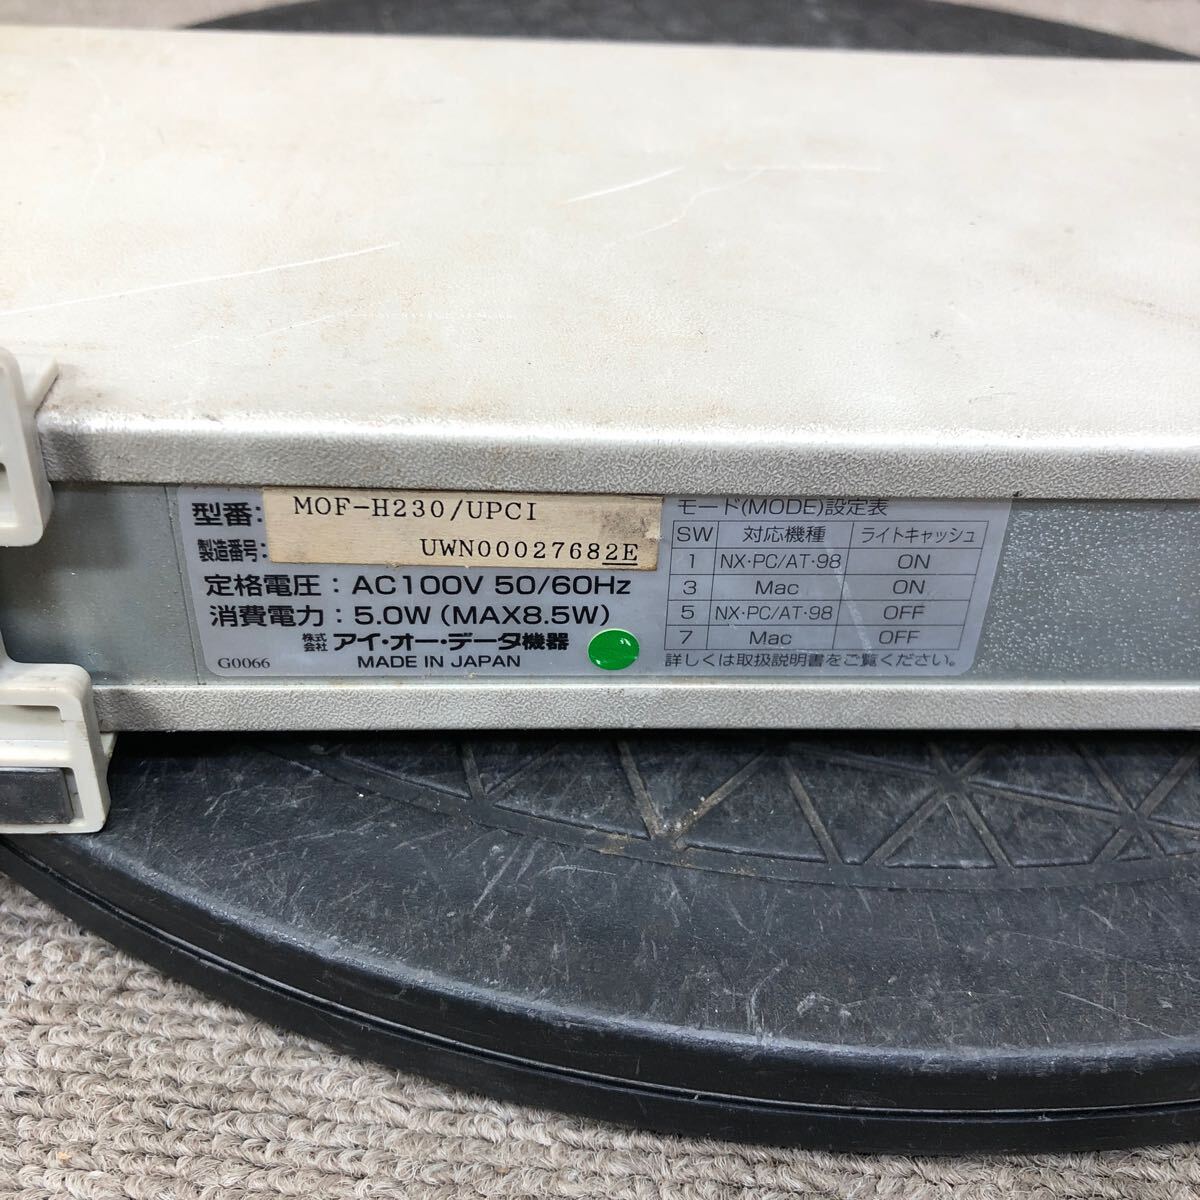 型番: MOF-H230/UPCI
製造番号: UWN000276822E
定格電圧：AC100V 50/60Hz
消費電力：5.0W (MAX8.5W)
株式会社 アイ・オー・データ機器
G0066 MADE IN JAPAN
モード(MODE)設定表
SW 対応機種 ライトキャッシュ
1 NX・PC/AT・98 ON
3 Mac ON
5 NX・PC/AT・98 OFF
7 Mac OFF
詳しくは取扱説明書をご覧ください。